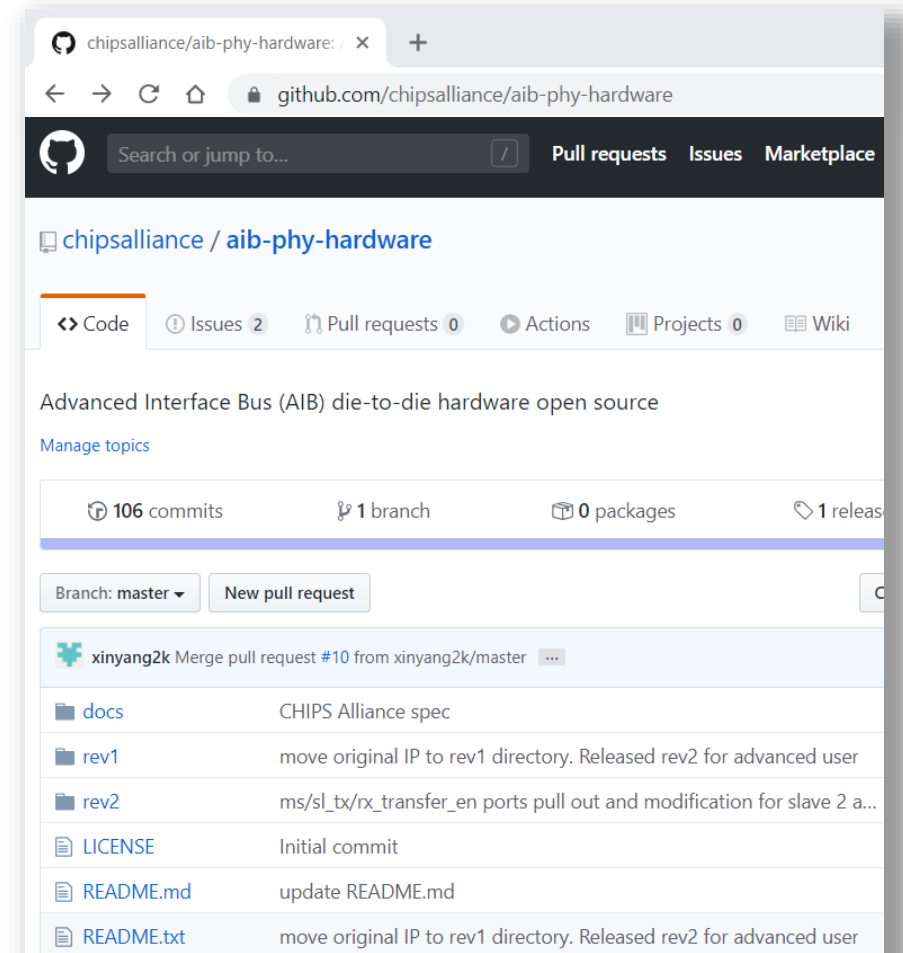 chipsalliance/aib-phy-hardware:
github.com/chipsalliance/aib-phy-hardware
Search or jump to... / Pull requests Issues Marketplace
chipsalliance / aib-phy-hardware
<> Code Issues 2 Pull requests 0 Actions Projects 0 Wiki
Advanced Interface Bus (AIB) die-to-die hardware open source
Manage topics
106 commits 1 branch 0 packages 1 releas
Branch: master New pull request C
xinyang2k Merge pull request #10 from xinyang2k/master ...
docs CHIPS Alliance spec
rev1 move original IP to rev1 directory. Released rev2 for advanced user
rev2 ms/sl_tx/rx_transfer_en ports pull out and modification for slave 2 a...
LICENSE Initial commit
README.md update README.md
README.txt move original IP to rev1 directory. Released rev2 for advanced user